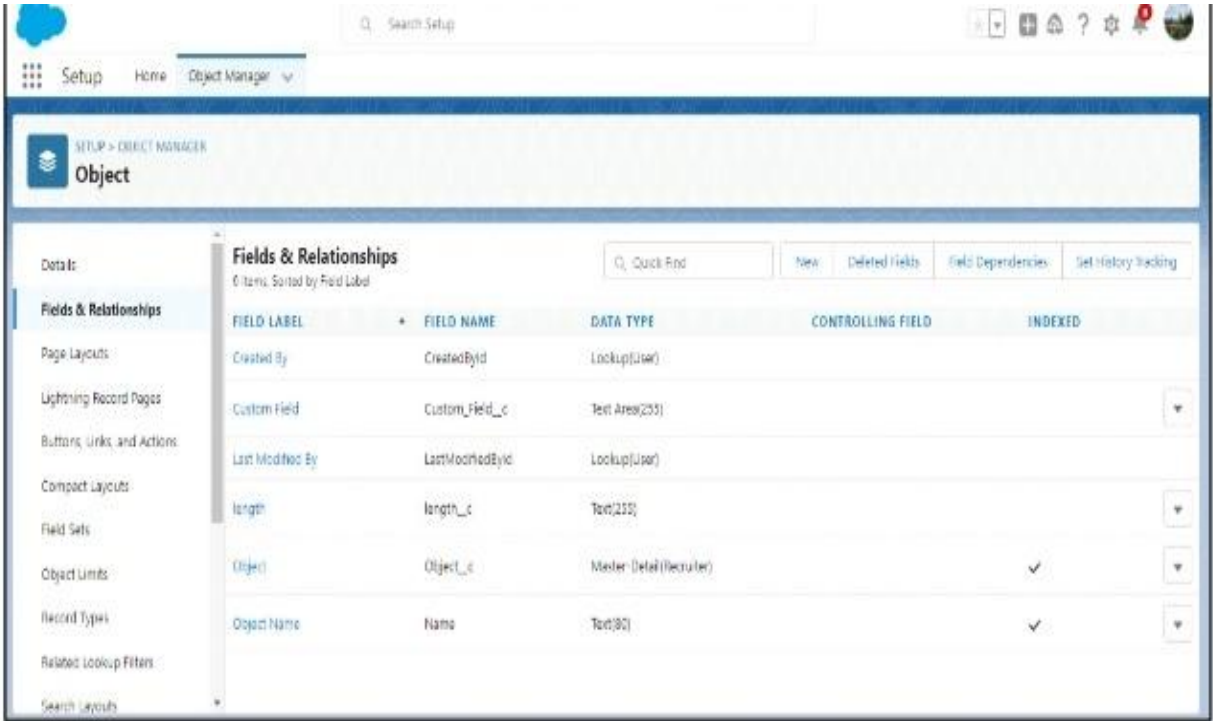 Search Setup
8
Setup Home Object Manager
SETUP > OBJECT MANAGER
Object
Details
Fields & Relationships
Page Layouts
Lightning Record Pages
Buttons, Links, and Actions
Compact Layouts
Field Sets
Object Limits
Record Types
Related Lookup Filters
Search Layouts
Fields & Relationships
6 Items, Sorted by Field Label
Quick Find
New Deleted Fields Field Dependencies Set History Tracking
FIELD LABEL FIELD NAME DATA TYPE CONTROLLING FIELD INDEXED
Created By CreatedById Lookup(User)
Custom Field Custom_Field__c Text Area(255)
Last Modified By LastModifiedById Lookup(User)
length length__c Text(255)
Object Object__c Master-Detail(Recruiter)
Object Name Name Text(80)